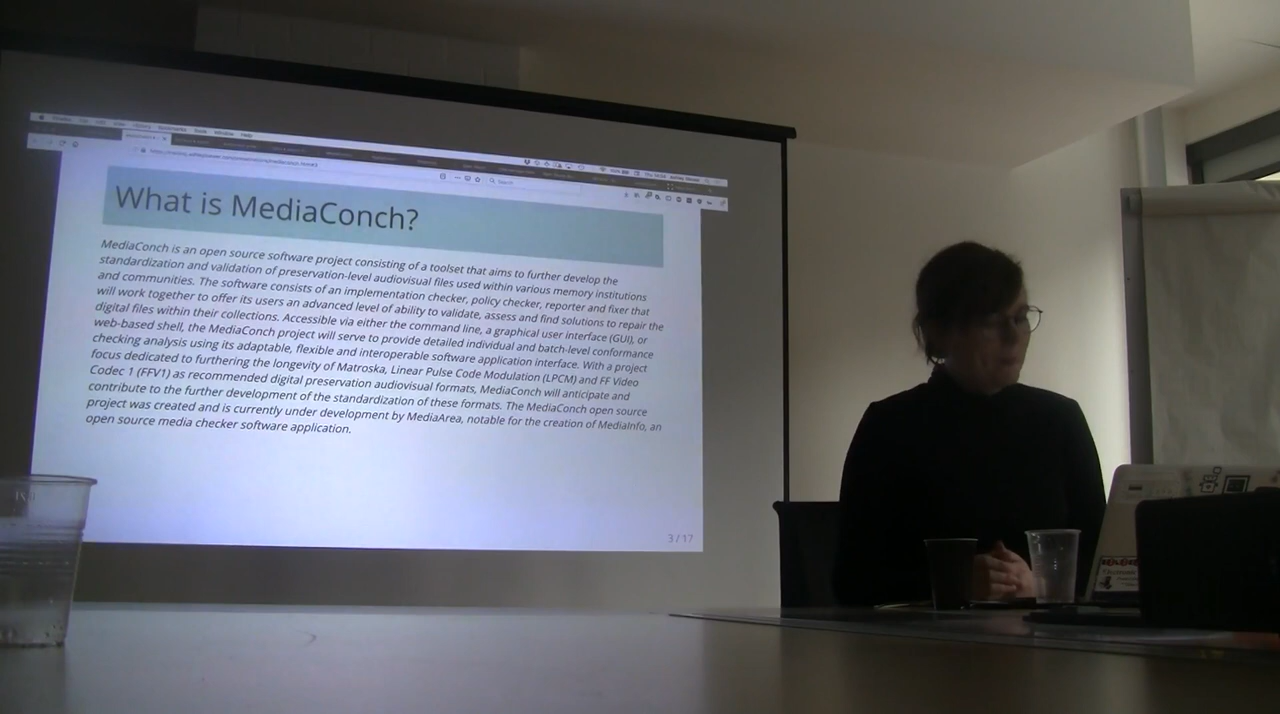 What is MediaConch?
MediaConch is an open source software project consisting of a toolset that aims to further develop the
standardization and validation of preservation-level audiovisual files used within various memory institutions
and communities. The software consists of an implementation checker, policy checker, reporter and fixer that
will work together to offer its users an advanced level of ability to validate, assess and find solutions to repair the
digital files within their collections. Accessible via either the command line, a graphical user interface (GUI), or
web-based shell, the MediaConch project will serve to provide detailed individual and batch-level conformance
checking analysis using its adaptable, flexible and interoperable software application interface. With a project
focus dedicated to furthering the longevity of Matroska, Linear Pulse Code Modulation (LPCM) and FF Video
Codec 1 (FFV1) as recommended digital preservation audiovisual formats, MediaConch will anticipate and
contribute to the further development of the standardization of these formats. The MediaConch open source
project was created and is currently under development by MediaArea, notable for the creation of MediaInfo, an
open source media checker software application.
3 / 17